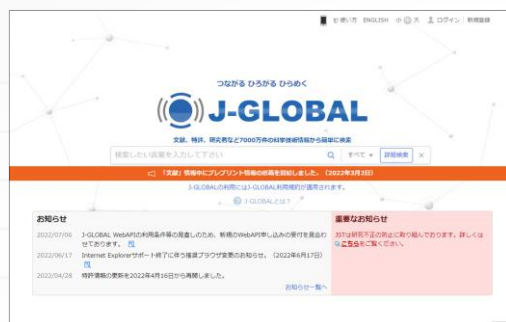 使い方 ENGLISH 小 中 大 ログイン 新規登録
つながる ひろがる ひらめく
J-GLOBAL
文献、特許、研究者など7000万件の科学技術情報から簡単に検索
検索したい言葉を入力して下さい すべて 詳細検索 ×
「文献」情報中にプレプリント情報の搭載を開始しました。（2022年3月2日）
J-GLOBALの利用にはJ-GLOBAL利用規約が適用されます。
J-GLOBALとは？
お知らせ
2022/07/06 J-GLOBAL WebAPIの利用条件等の見直しのため、新規のWebAPI申し込みの受付を見合わ
せております。
2022/06/17 Internet Explorerサポート終了に伴う推奨ブラウザ変更のお知らせ。（2022年6月17日）
2022/04/28 特許情報の更新を2022年4月16日から再開しました。
お知らせ一覧へ
重要なお知らせ
JSTは研究不正の防止に取り組んでおります。詳しくは
こちらをご覧ください。